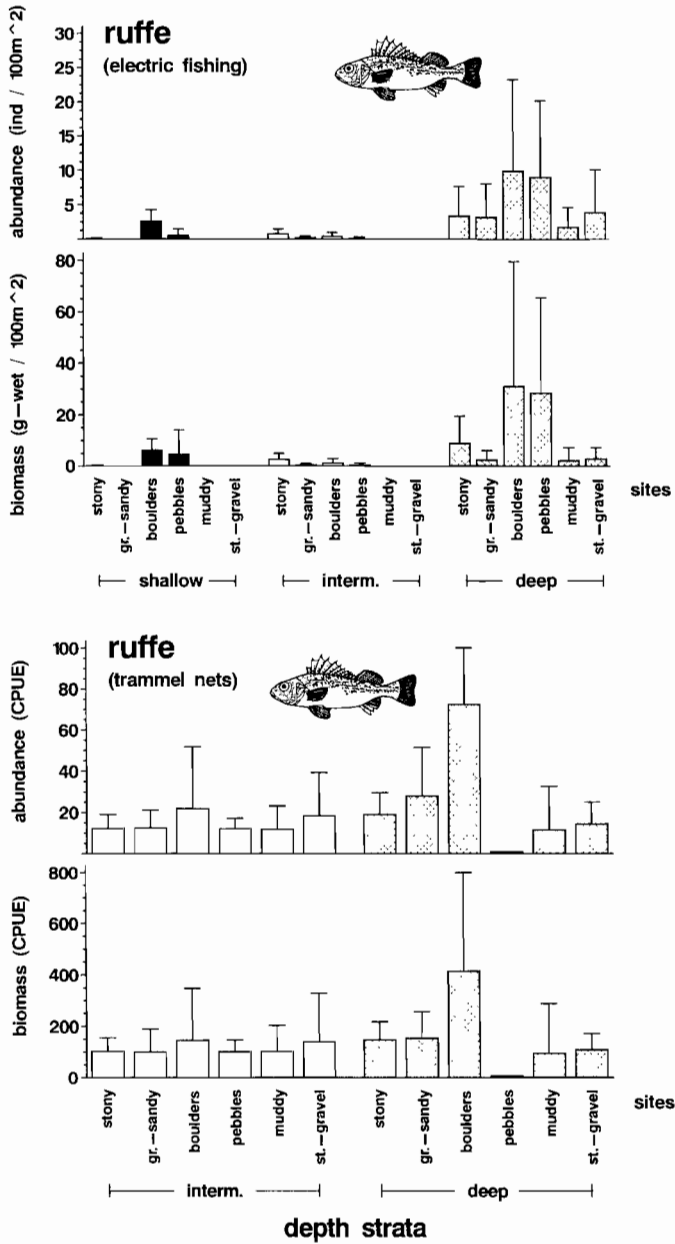 ruffe
(electric fishing)
abundance (ind / 100m^2)
30
25
20
15
10
5
biomass (g-wet / 100m^2)
80
60
40
20
0
stony
gr.-sandy
boulders
pebbles
muddy
st.-gravel
stony
gr.-sandy
boulders
pebbles
muddy
st.-gravel
stony
gr.-sandy
boulders
pebbles
muddy
st.-gravel
sites
shallow
interm.
deep
ruffe
(trammel nets)
abundance (CPUE)
100
80
60
40
20
biomass (CPUE)
800
600
400
200
0
stony
gr.-sandy
boulders
pebbles
muddy
st.-gravel
stony
gr.-sandy
boulders
pebbles
muddy
st.-gravel
sites
interm.
deep
depth strata